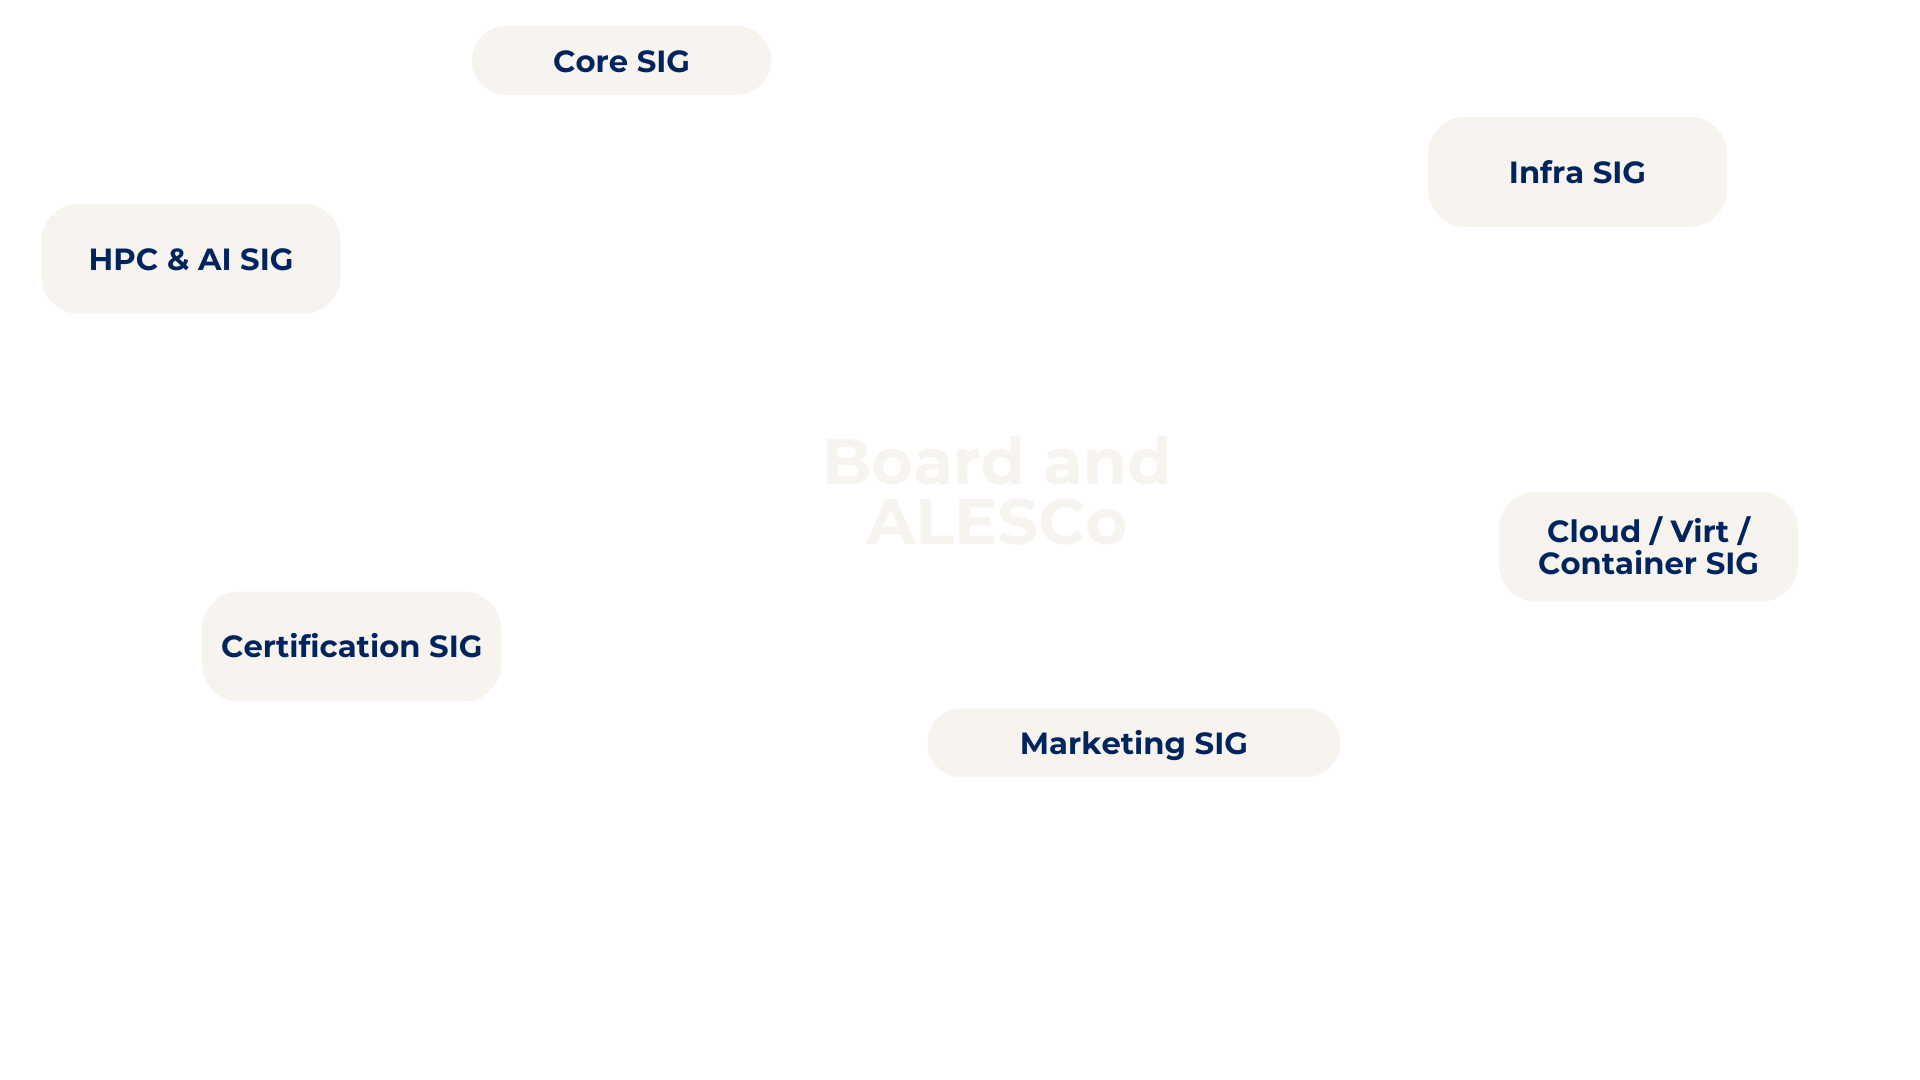 Core SIG
Infra SIG
HPC & AI SIG
Board and
ALESCo
Cloud / Virt /
Container SIG
Certification SIG
Marketing SIG